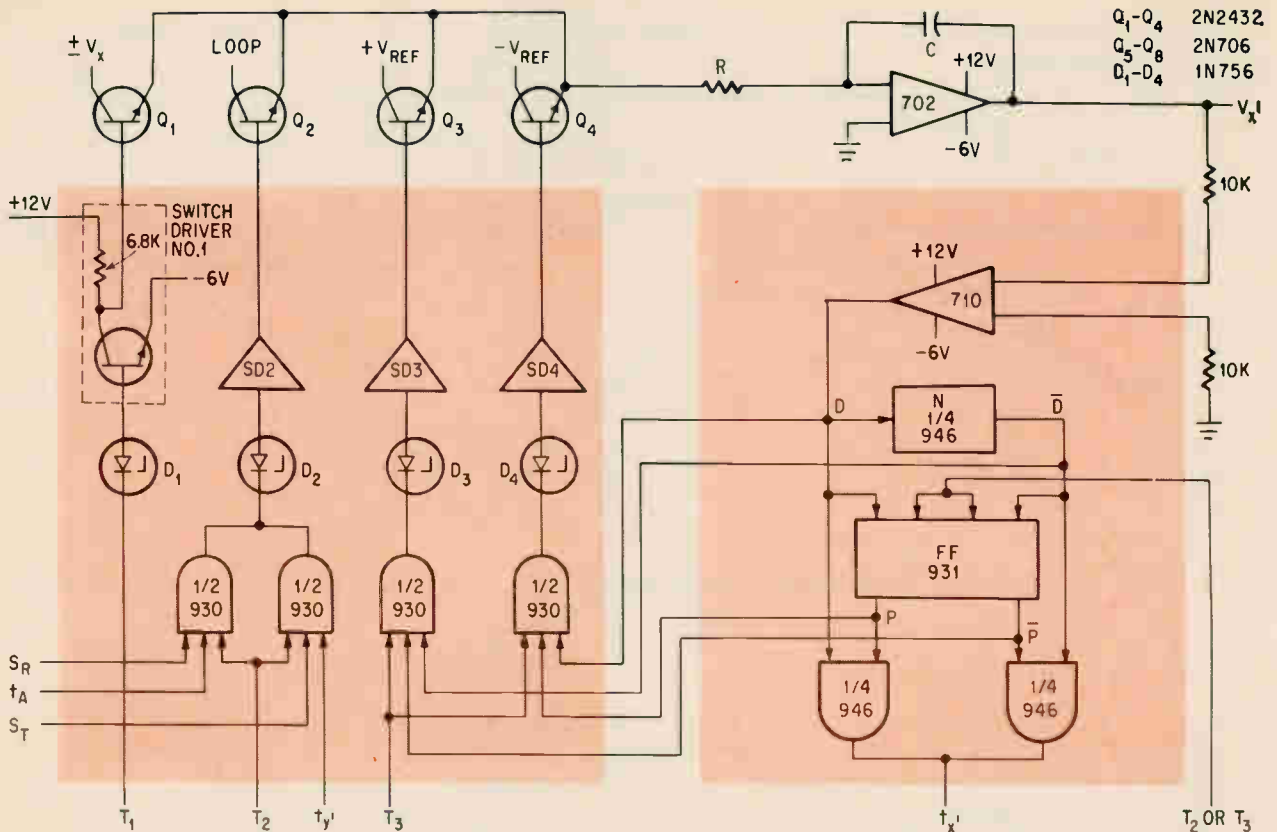 ± Vx
LOOP
+VREF
-VREF
Q1-Q4 2N2432
Q5-Q8 2N706
D1-D4 1N756
C
+12V
R
702
-6V
Vx'
Q1
Q2
Q3
Q4
10K
+12V
SWITCH
DRIVER
NO.1
6.8K
-6V
+12V
710
-6V
10K
SD2
SD3
SD4
D
N
1/4
946
D̅
D1
D2
D3
D4
FF
931
1/2
930
1/2
930
1/2
930
1/2
930
P
P̅
SR
tA
ST
1/4
946
1/4
946
T1
T2
ty'
T3
tx'
T2 OR T3